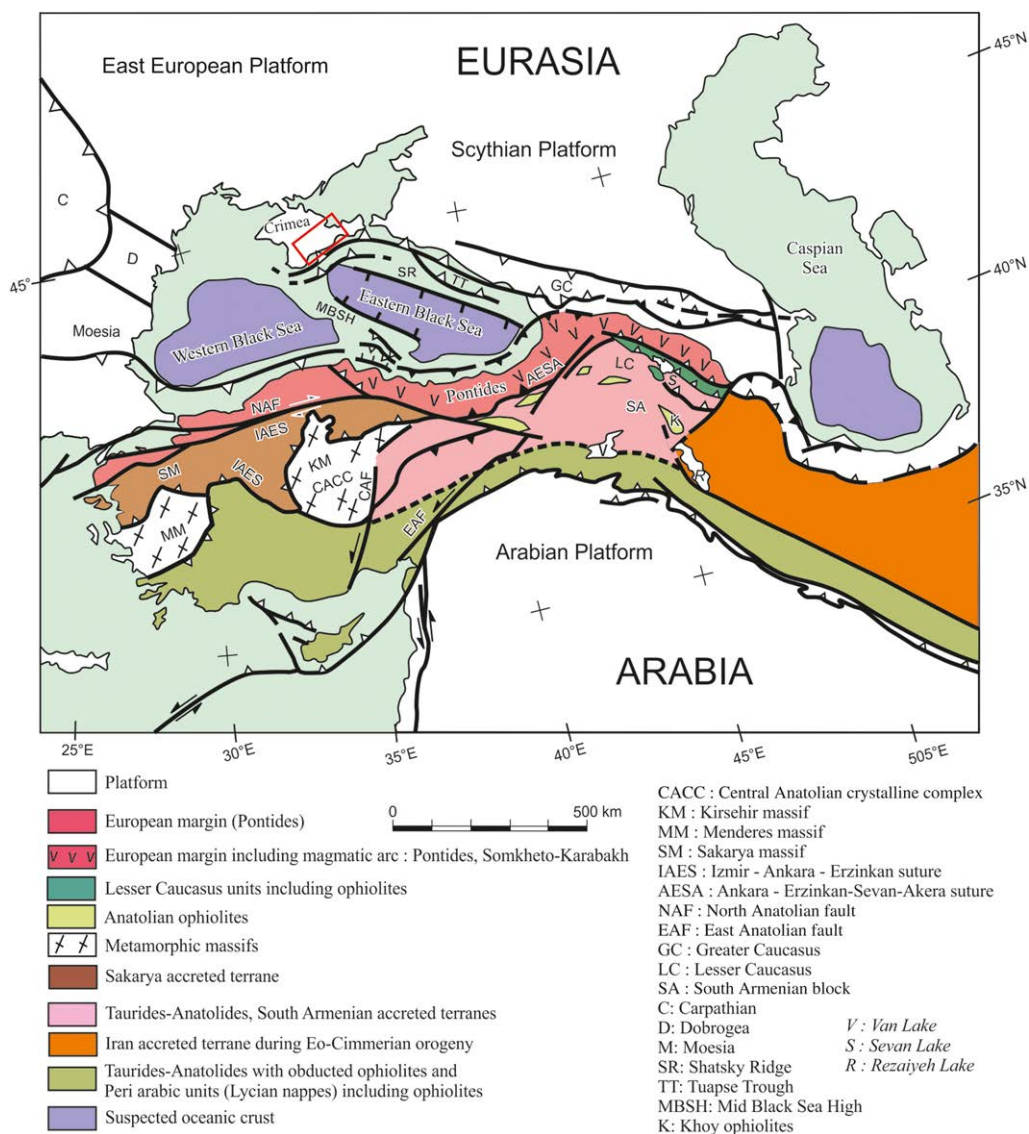 EURASIA
East European Platform
45°N
Scythian Platform
C
Crimea
Caspian
Sea
D
SR
TT
GC
40°N
45°
MBSH
Eastern Black Sea
Western Black Sea
Moesia
LC
Pontides
AESA
S
NAF
SA
K
IAES
KM
CACC
CAF
SM
IAES
35°N
MM
EAF
Arabian Platform
ARABIA
25°E
30°E
35°E
40°E
45°E
505°E
Platform
European margin (Pontides)
European margin including magmatic arc : Pontides, Somkheto-Karabakh
Lesser Caucasus units including ophiolites
Anatolian ophiolites
Metamorphic massifs
Sakarya accreted terrane
Taurides-Anatolides, South Armenian accreted terranes
Iran accreted terrane during Eo-Cimmerian orogeny
Taurides-Anatolides with obducted ophiolites and
Peri arabic units (Lycian nappes) including ophiolites
Suspected oceanic crust
0 500 km
CACC : Central Anatolian crystalline complex
KM : Kirsehir massif
MM : Menderes massif
SM : Sakarya massif
IAES : Izmir - Ankara - Erzinkan suture
AESA : Ankara - Erzinkan-Sevan-Akera suture
NAF : North Anatolian fault
EAF : East Anatolian fault
GC : Greater Caucasus
LC : Lesser Caucasus
SA : South Armenian block
C: Carpathian
D: Dobrogea
M: Moesia
SR: Shatsky Ridge
TT: Tuapse Trough
MBSH: Mid Black Sea High
K: Khoy ophiolites
V : Van Lake
S : Sevan Lake
R : Rezaiyeh Lake